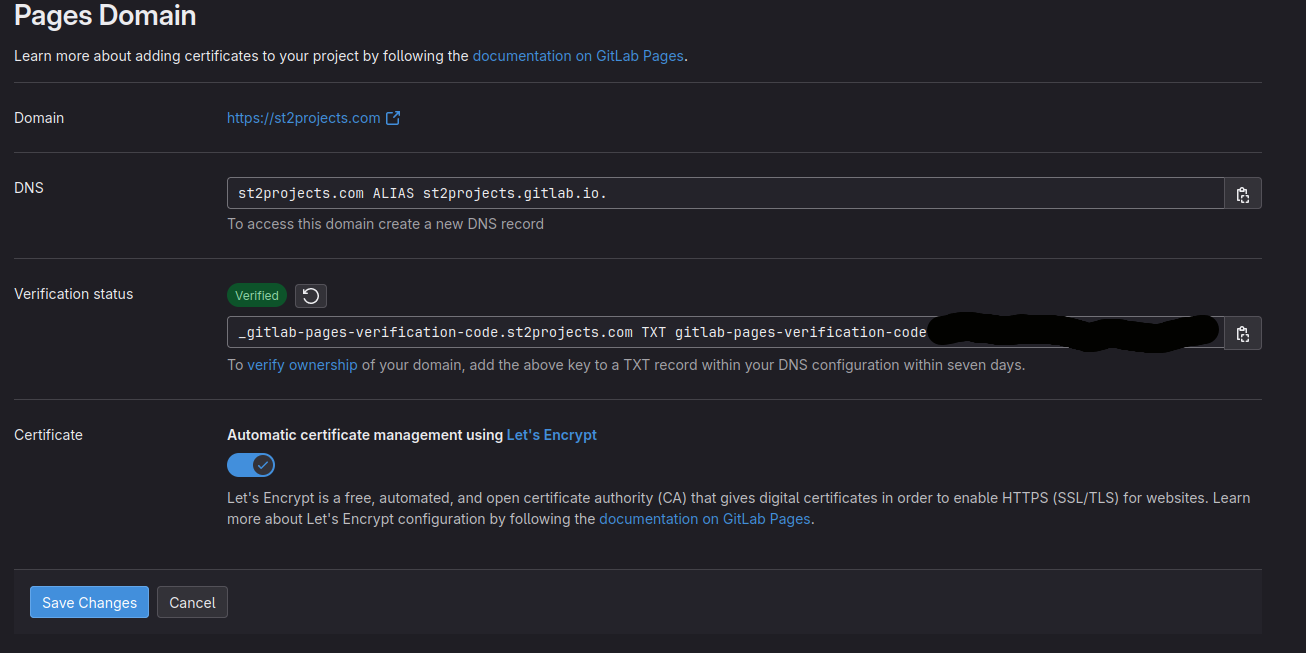 Pages Domain
Learn more about adding certificates to your project by following the documentation on GitLab Pages.
Domain
https://st2projects.com
DNS
st2projects.com ALIAS st2projects.gitlab.io.
To access this domain create a new DNS record
Verification status
Verified
_gitlab-pages-verification-code.st2projects.com TXT gitlab-pages-verification-code
To verify ownership of your domain, add the above key to a TXT record within your DNS configuration within seven days.
Certificate
Automatic certificate management using Let's Encrypt
Let's Encrypt is a free, automated, and open certificate authority (CA) that gives digital certificates in order to enable HTTPS (SSL/TLS) for websites. Learn
more about Let's Encrypt configuration by following the documentation on GitLab Pages.
Save Changes
Cancel